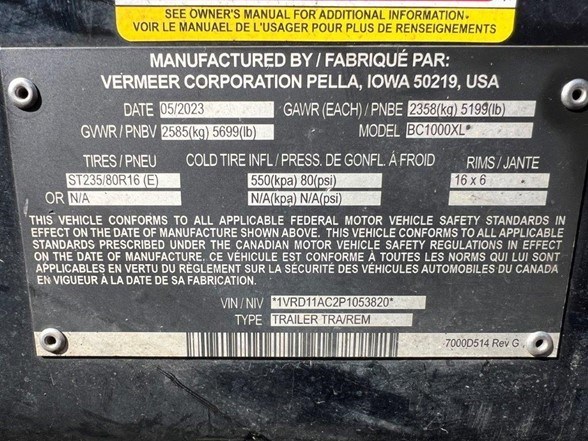 SEE OWNER'S MANUAL FOR ADDITIONAL INFORMATION
VOIR LE MANUAEL DE L'USAGER POUR PLUS DE RENSEIGNEMENTS
MANUFACTURED BY / FABRIQUÉ PAR:
VERMEER CORPORATION PELLA, IOWA 50219, USA
DATE 05/2023 GAWR (EACH) / PNBE 2358(kg) 5199(lb)
GVWR / PNBV 2585(kg) 5699(lb) MODEL BC1000XL
TIRES / PNEU COLD TIRE INFL / PRESS. DE GONFL. À FROID RIMS / JANTE
ST235/80R16 (E) 550(kpa) 80(psi) 16 x 6
OR / N/A N/A(kpa) N/A(psi)
THIS VEHICLE CONFORMS TO ALL APPLICABLE FEDERAL MOTOR VEHICLE SAFETY STANDARDS IN
EFFECT ON THE DATE OF MANUFACTURE SHOWN ABOVE. THIS VEHICLE CONFORMS TO ALL APPLICABLE
STANDARDS PRESCRIBED UNDER THE CANADIAN MOTOR VEHICLE SAFETY REGULATIONS IN EFFECT ON
THE DATE OF MANUFACTURE. CE VÉHICULE EST CONFORME À TOUTES LES NORMS QUI LUI SONT
APPLICABLES EN VERTU DU RÈGLEMENT SUR LA SÉCURITÉ DES VÉHICULES AUTOMOBILES DU CANADA
EN VIGUEUR À LA DATE DE SA FABRICATION.
VIN / NIV *1VRD11AC2P1053820*
TYPE TRAILER TRA/REM
7000D514 Rev G